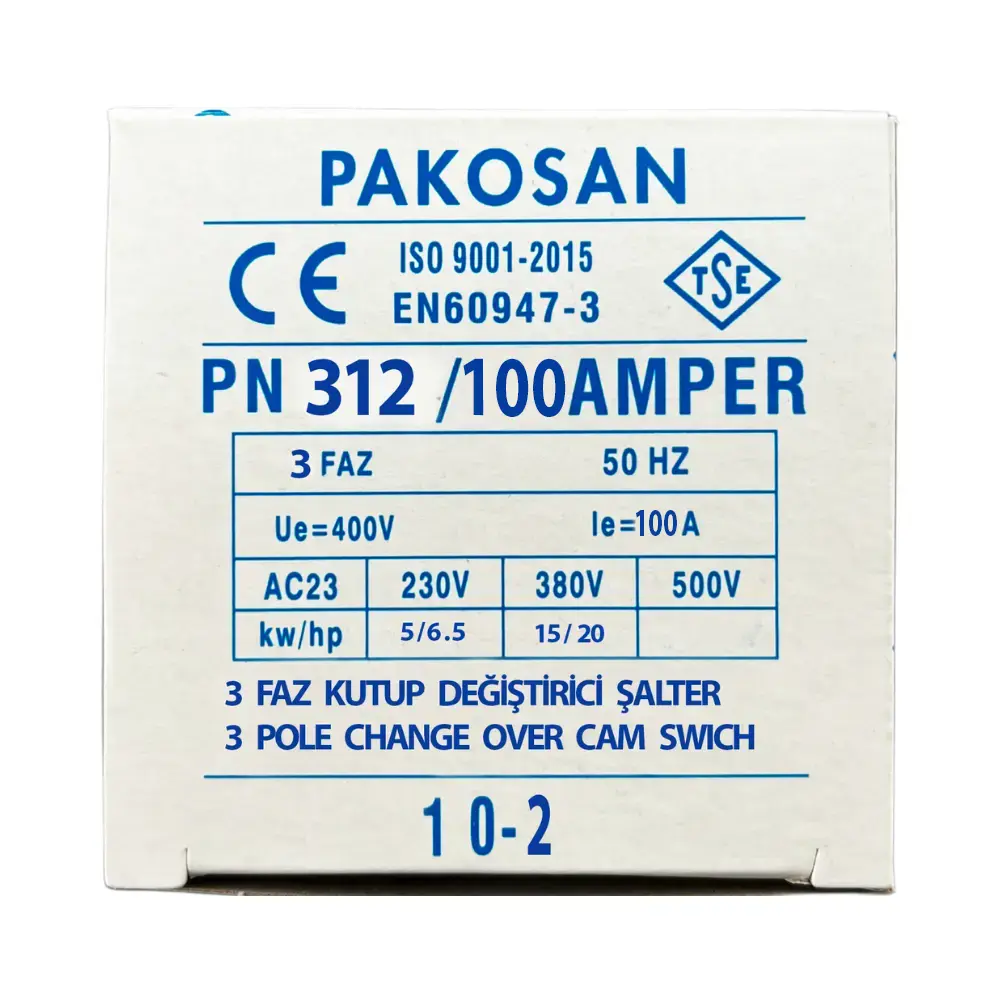 PAKOSAN
CE ISO 9001-2015 TSE
EN60947-3
PN 312 /100AMPER
3 FAZ 50 HZ
Ue=400V Ie=100A
AC23 230V 380V 500V
kw/hp 5/6.5 15/20
3 FAZ KUTUP DEĞİŞTİRİCİ ŞALTER
3 POLE CHANGE OVER CAM SWICH
1 0-2